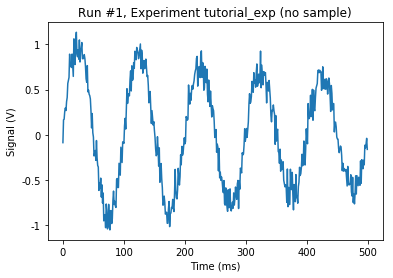 Run #1, Experiment tutorial_exp (no sample)
Signal (V)
1
0.5
0
-0.5
-1
0 100 200 300 400 500
Time (ms)